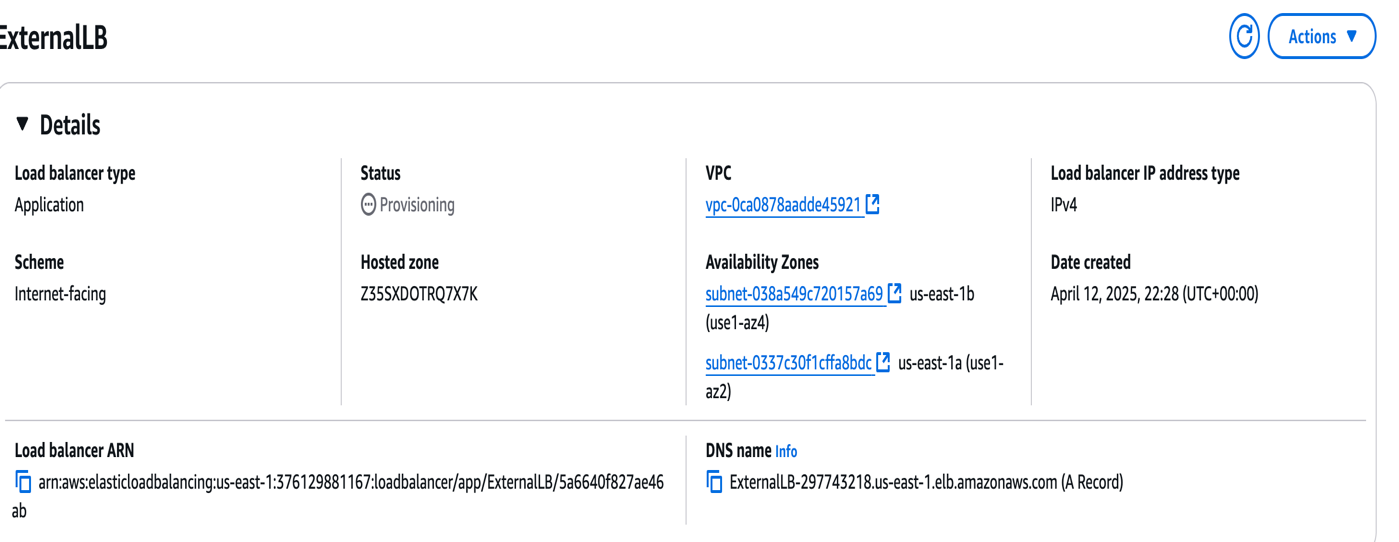 ExternalLB
Actions
Details
Load balancer type
Application
Status
Provisioning
VPC
vpc-0ca0878aadde45921
Load balancer IP address type
IPv4
Scheme
Internet-facing
Hosted zone
Z35SXDOTRQ7X7K
Availability Zones
subnet-038a549c720157a69 us-east-1b
(use1-az4)
subnet-0337c30f1cffa8bdc us-east-1a (use1-
az2)
Date created
April 12, 2025, 22:28 (UTC+00:00)
Load balancer ARN
arn:aws:elasticloadbalancing:us-east-1:376129881167:loadbalancer/app/ExternalLB/5a6640f827ae46
ab
DNS name Info
ExternalLB-297743218.us-east-1.elb.amazonaws.com (A Record)